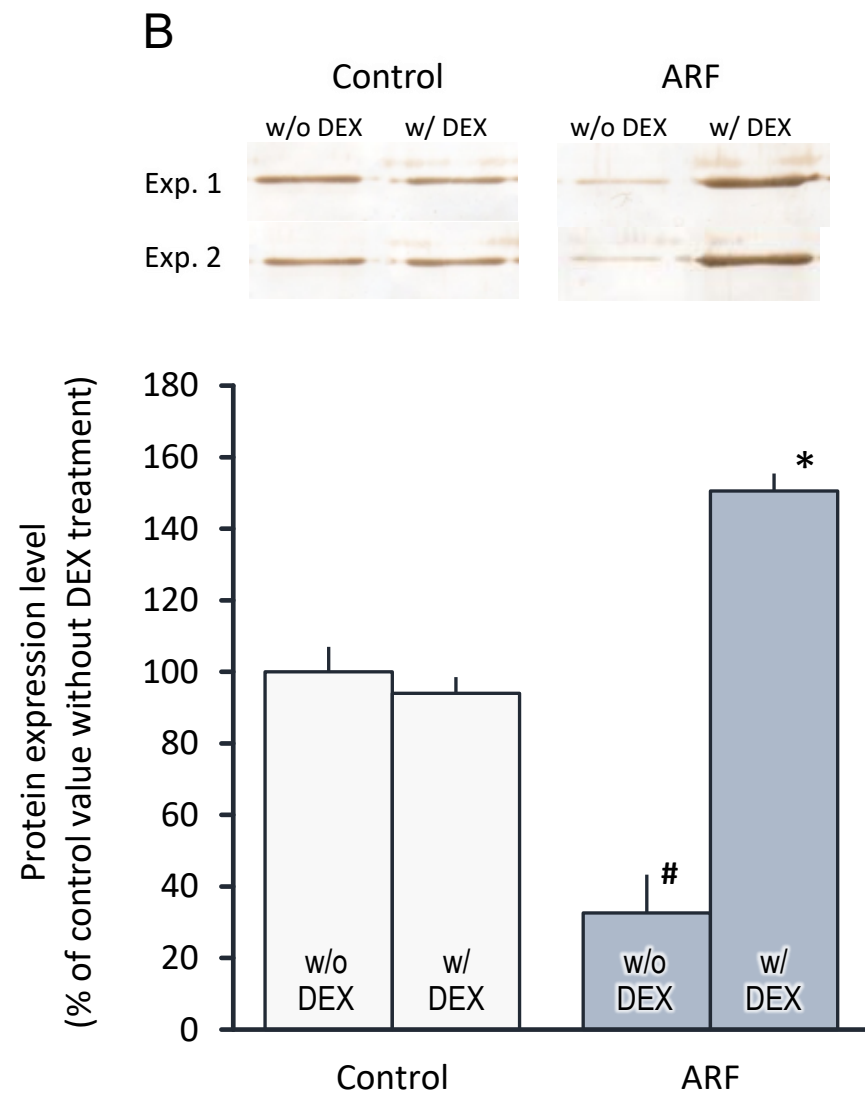 B
Control ARF
w/o DEX w/ DEX w/o DEX w/ DEX
Exp. 1
Exp. 2
Protein expression level
(% of control value without DEX treatment)
180
160
140
120
100
80
60
40
20
0
*
#
w/o DEX
w/ DEX
w/o DEX
w/ DEX
Control ARF